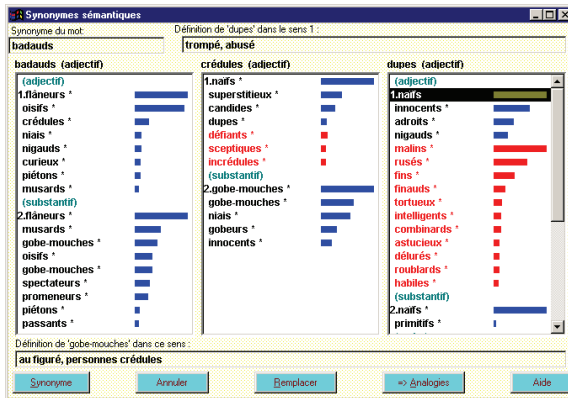 Synonymes sémantiques
Synonyme du mot:
Définition de 'dupes' dans le sens 1 :
badauds
trompé, abusé
badauds (adjectif)
(adjectif)
1.flâneurs *
oisifs *
crédules *
niais *
nigauds *
curieux *
piétons *
musards *
(substantif)
2.flâneurs *
musards *
gobe-mouches *
oisifs *
gobe-mouches *
spectateurs *
promeneurs *
piétons *
passants *
crédules (adjectif)
1.naïfs *
superstitieux *
candides *
dupes *
défiants *
sceptiques *
incrédules *
(substantif)
2.gobe-mouches *
gobe-mouches *
niais *
gobeurs *
innocents *
dupes (adjectif)
(adjectif)
1.naïfs
innocents *
adroits *
nigauds *
malins *
rusés *
fins *
finauds *
tortueux *
intelligents *
combinards *
astucieux *
délurés *
roublards *
habiles *
(substantif)
2.naïfs *
primitifs *
Définition de 'gobe-mouches' dans ce sens :
au figuré, personnes crédules
Synonyme
Annuler
Remplacer
=> Analogies
Aide